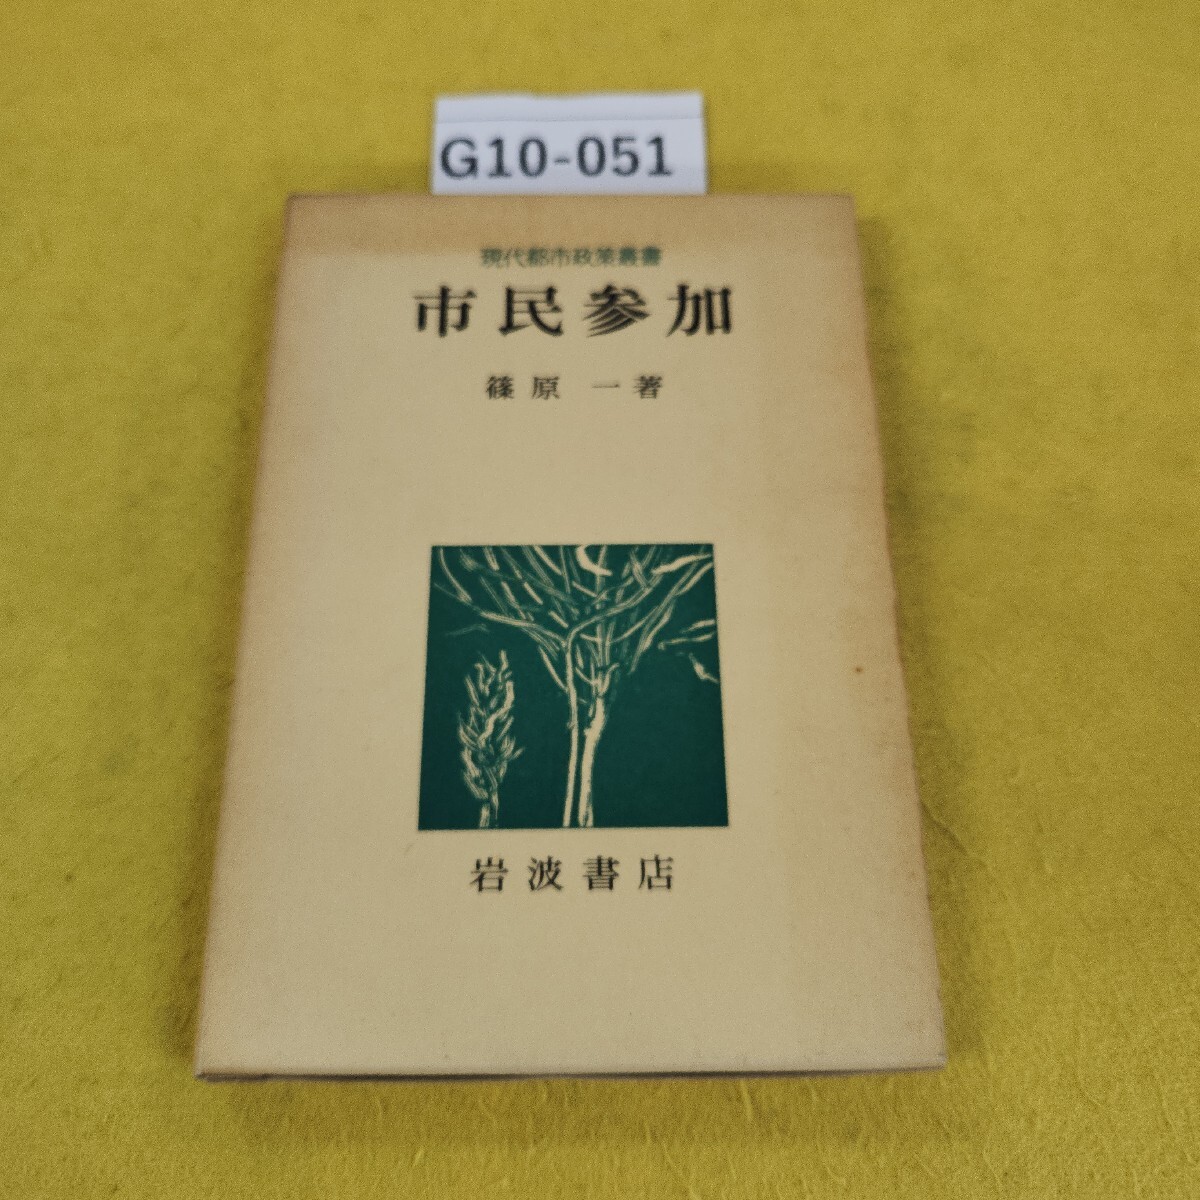 G10-051
現代都市政策叢書
市民参加
篠原 一著
岩波書店